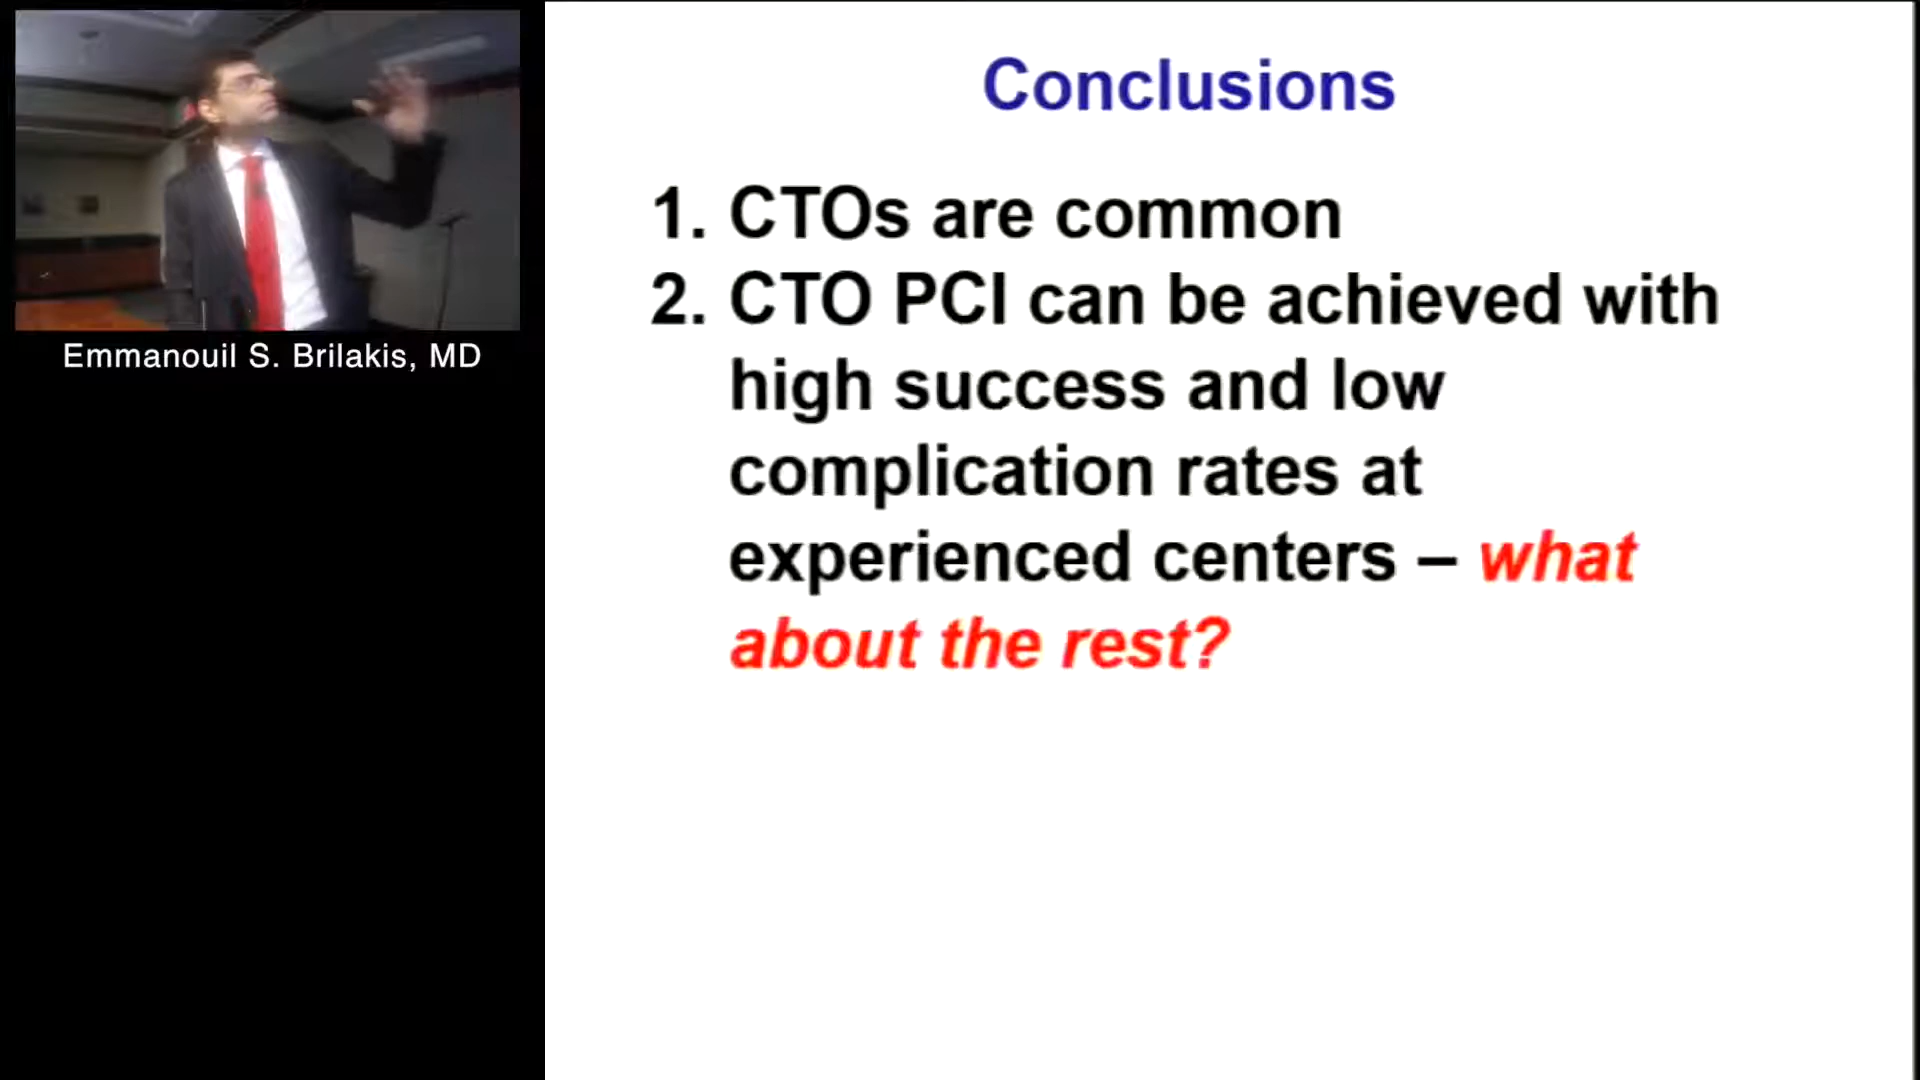 Emmanouil S. Brilakis, MD
Conclusions
1. CTOs are common
2. CTO PCI can be achieved with
high success and low
complication rates at
experienced centers – what
about the rest?